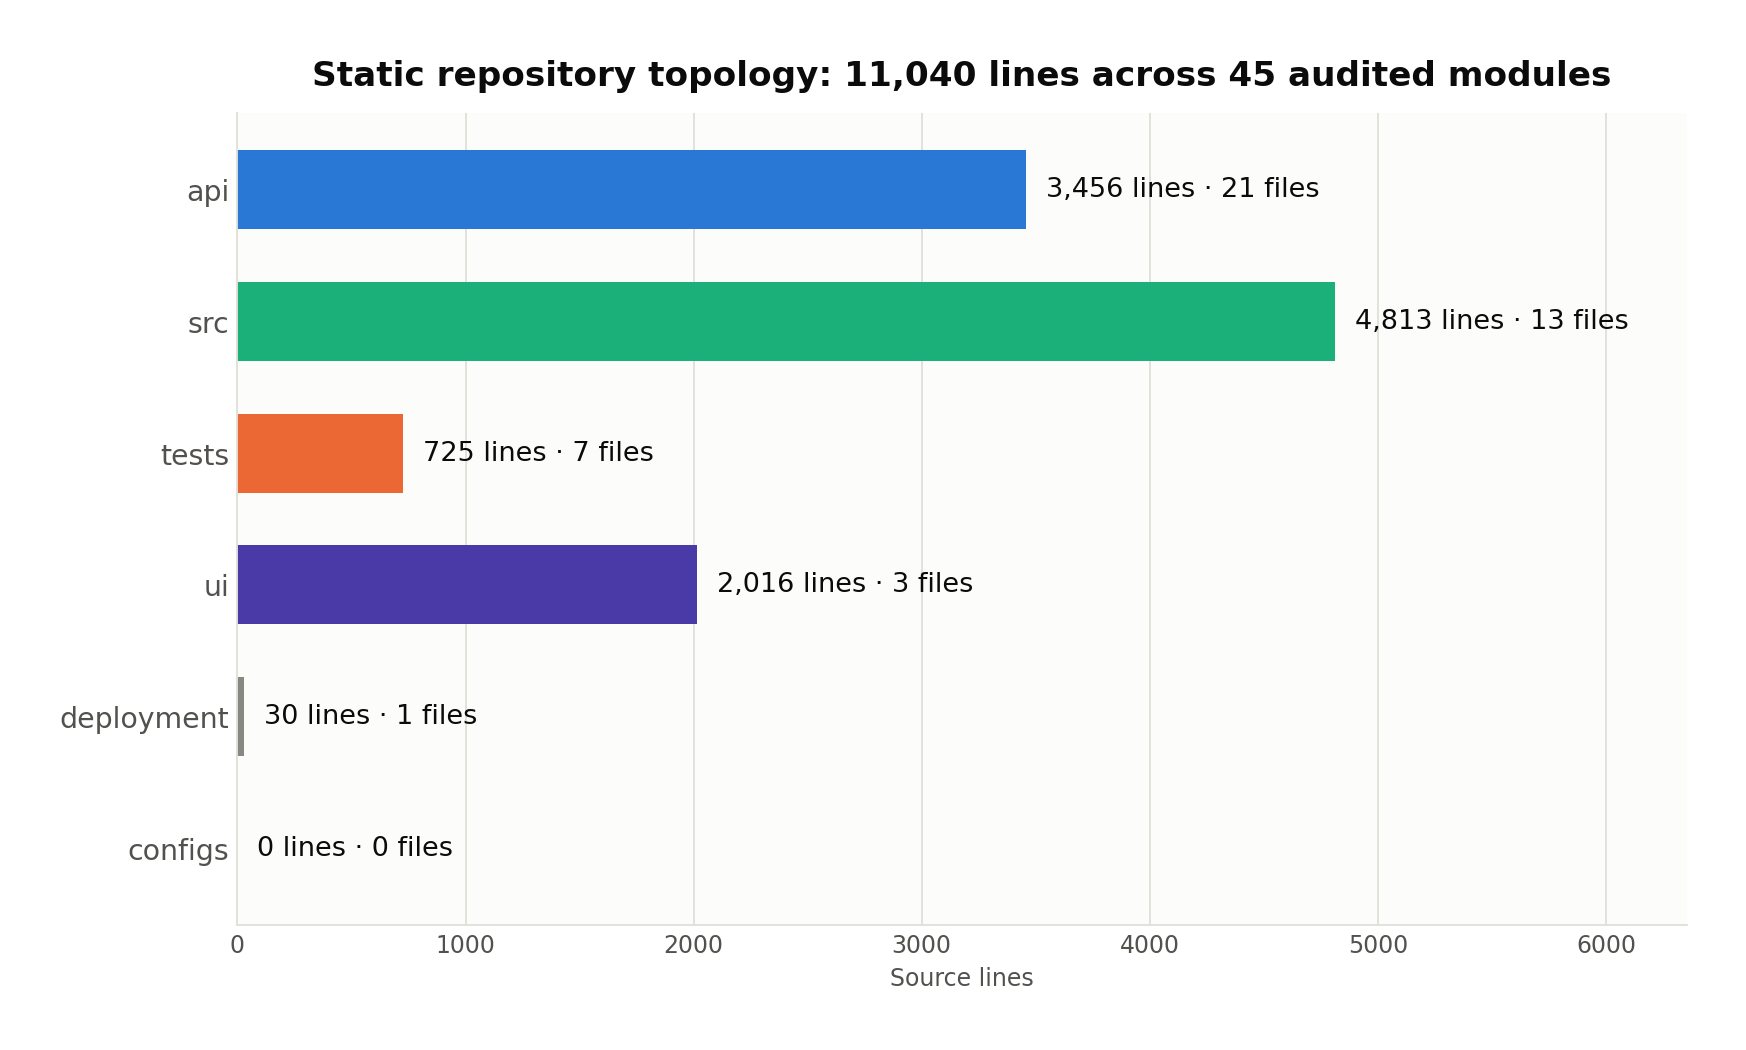 Static repository topology: 11,040 lines across 45 audited modules
api
3,456 lines · 21 files
src
4,813 lines · 13 files
tests
725 lines · 7 files
ui
2,016 lines · 3 files
deployment
30 lines · 1 files
configs
0 lines · 0 files
0 1000 2000 3000 4000 5000 6000
Source lines